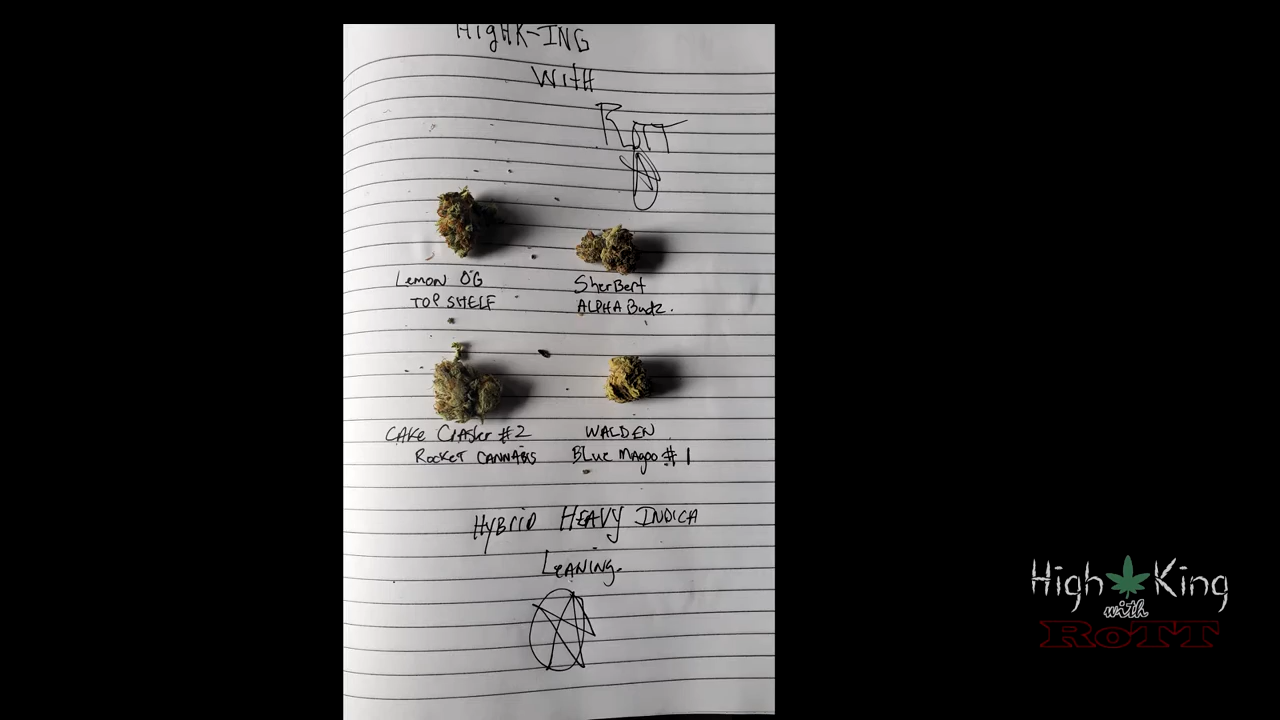 HigHK-ING
WitH
RoTT
Lemon OG
TOP SHELF
SherBert
ALPHA Budz.
CAKe Crasher #2
RockeT CANNABIS
WALDEN
BLue Magoo # 1
HYBRID HEAVY INDICA
LeANiNG.
High King
with
RoTT